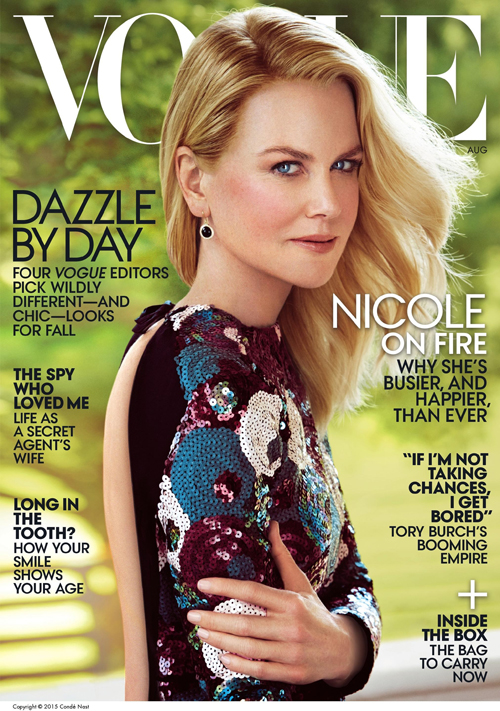 VOGUE
AUG
DAZZLE
BY DAY
FOUR VOGUE EDITORS
PICK WILDLY
DIFFERENT—AND
CHIC—LOOKS
FOR FALL
THE SPY
WHO
LOVED ME
LIFE AS
A SECRET
AGENT'S
WIFE
LONG IN
THE
TOOTH?
HOW YOUR
SMILE
SHOWS
YOUR AGE
NICOLE
ON FIRE
WHY SHE'S
BUSIER, AND
HAPPIER,
THAN EVER
"IF I'M NOT
TAKING
CHANCES,
I GET
BORED"
TORY BURCH'S
BOOMING
EMPIRE
+
INSIDE
THE BOX
THE BAG
TO CARRY
NOW
Copyright © 2015 Condé Nast